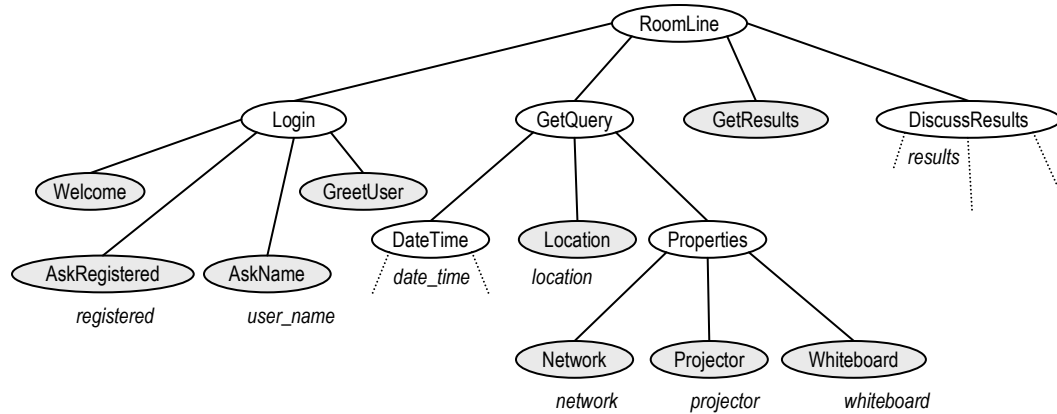 RoomLine
Login
GetQuery
GetResults
DiscussResults
results
Welcome
GreetUser
DateTime
Location
Properties
AskRegistered
AskName
date_time
location
registered
user_name
Network
Projector
Whiteboard
network
projector
whiteboard